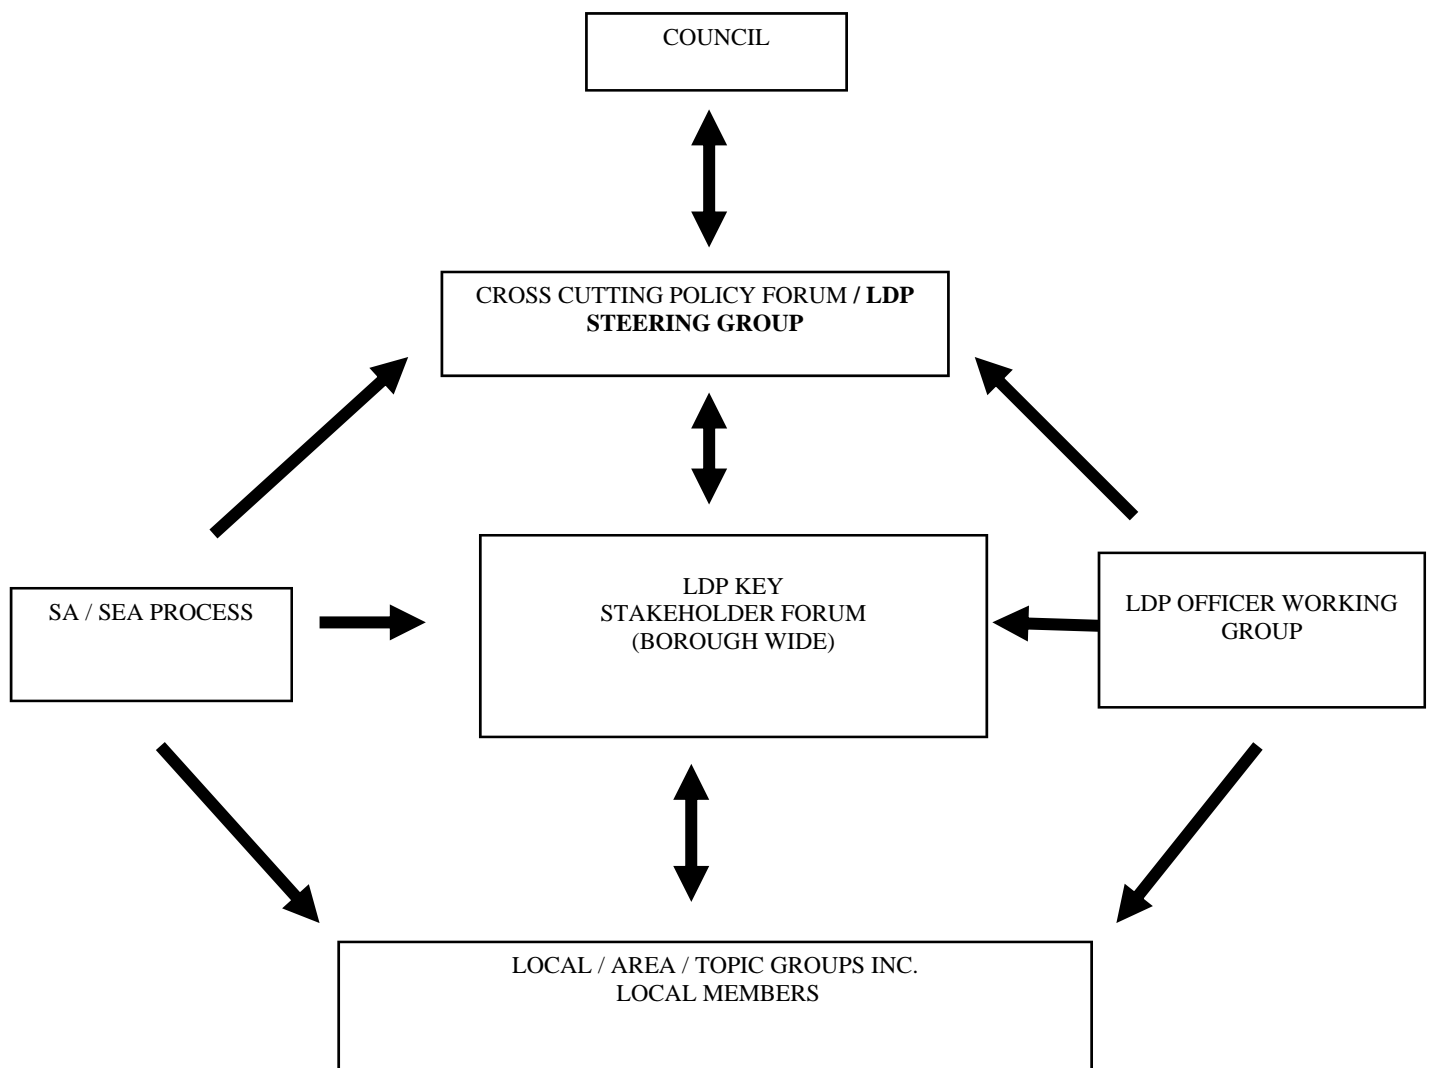 COUNCIL
CROSS CUTTING POLICY FORUM / LDP
STEERING GROUP
SA / SEA PROCESS
LDP KEY
STAKEHOLDER FORUM
(BOROUGH WIDE)
LDP OFFICER WORKING
GROUP
LOCAL / AREA / TOPIC GROUPS INC.
LOCAL MEMBERS